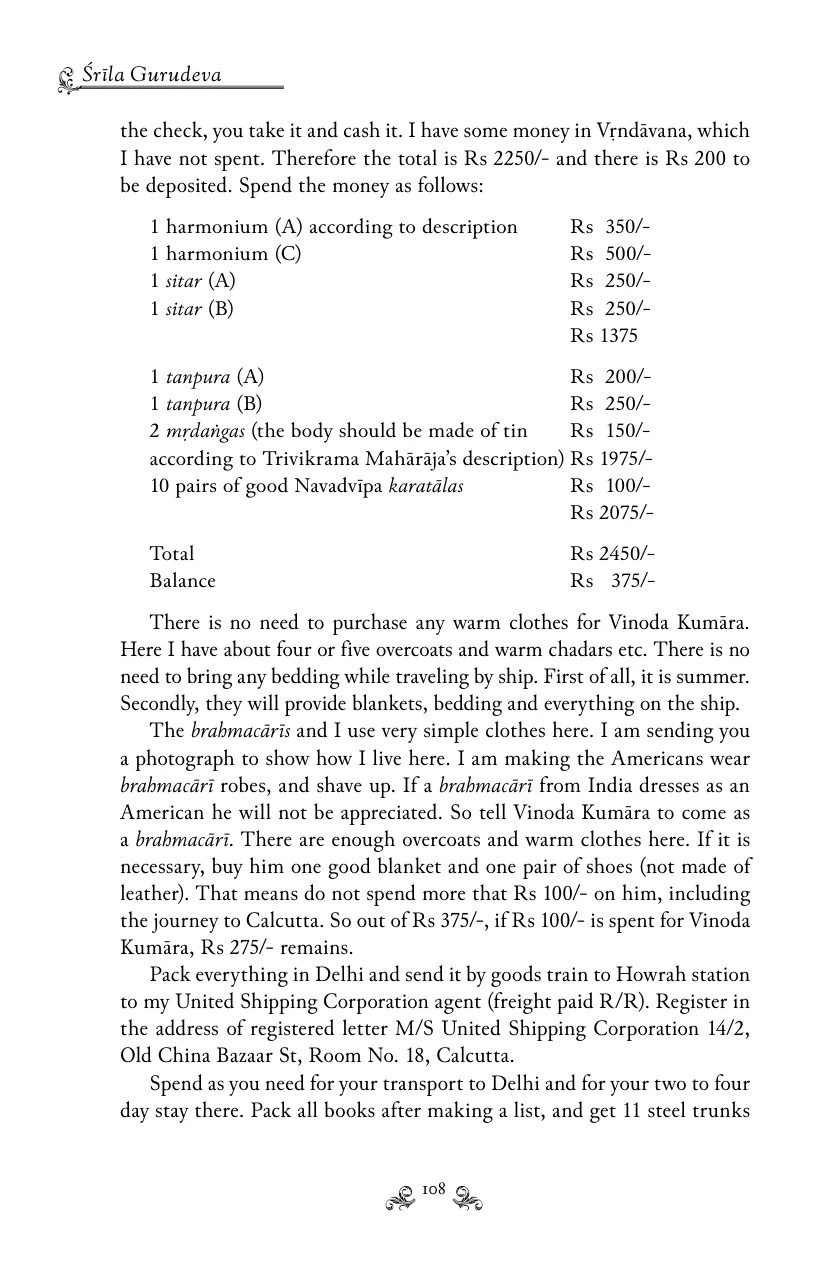 Śrīla Gurudeva
the check, you take it and cash it. I have some money in Vṛndāvana, which
I have not spent. Therefore the total is Rs 2250/- and there is Rs 200 to
be deposited. Spend the money as follows:
1 harmonium (A) according to description Rs 350/-
1 harmonium (C) Rs 500/-
1 sitar (A) Rs 250/-
1 sitar (B) Rs 250/-
Rs 1375
1 tanpura (A) Rs 200/-
1 tanpura (B) Rs 250/-
2 mṛdaṅgas (the body should be made of tin Rs 150/-
according to Trivikrama Mahārāja’s description) Rs 1975/-
10 pairs of good Navadvīpa karatālas Rs 100/-
Rs 2075/-
Total Rs 2450/-
Balance Rs 375/-
There is no need to purchase any warm clothes for Vinoda Kumāra.
Here I have about four or five overcoats and warm chadars etc. There is no
need to bring any bedding while traveling by ship. First of all, it is summer.
Secondly, they will provide blankets, bedding and everything on the ship.
The brahmacārīs and I use very simple clothes here. I am sending you
a photograph to show how I live here. I am making the Americans wear
brahmacārī robes, and shave up. If a brahmacārī from India dresses as an
American he will not be appreciated. So tell Vinoda Kumāra to come as
a brahmacārī. There are enough overcoats and warm clothes here. If it is
necessary, buy him one good blanket and one pair of shoes (not made of
leather). That means do not spend more that Rs 100/- on him, including
the journey to Calcutta. So out of Rs 375/-, if Rs 100/- is spent for Vinoda
Kumāra, Rs 275/- remains.
Pack everything in Delhi and send it by goods train to Howrah station
to my United Shipping Corporation agent (freight paid R/R). Register in
the address of registered letter M/S United Shipping Corporation 14/2,
Old China Bazaar St, Room No. 18, Calcutta.
Spend as you need for your transport to Delhi and for your two to four
day stay there. Pack all books after making a list, and get 11 steel trunks
108